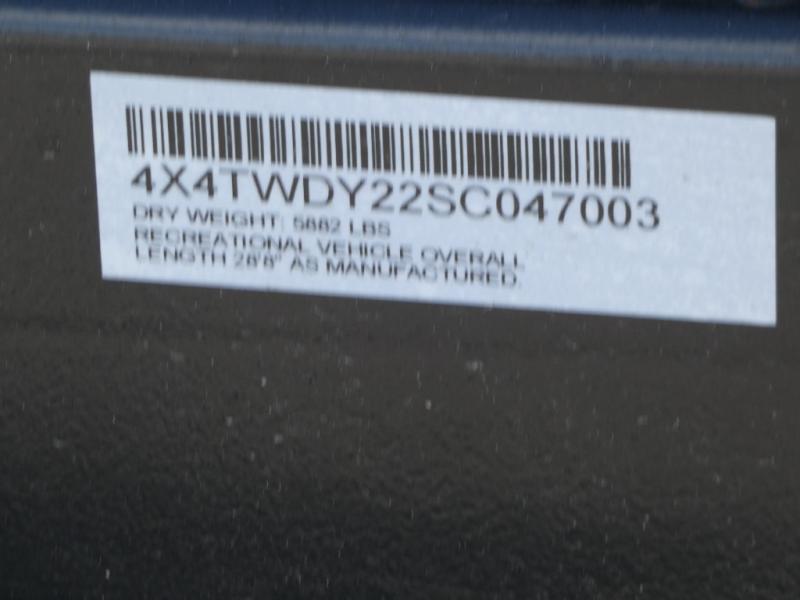 4X4TWDY22SC047003
DRY WEIGHT: 5882 LBS
RECREATIONAL VEHICLE OVERALL
LENGTH 28'8" AS MANUFACTURED.